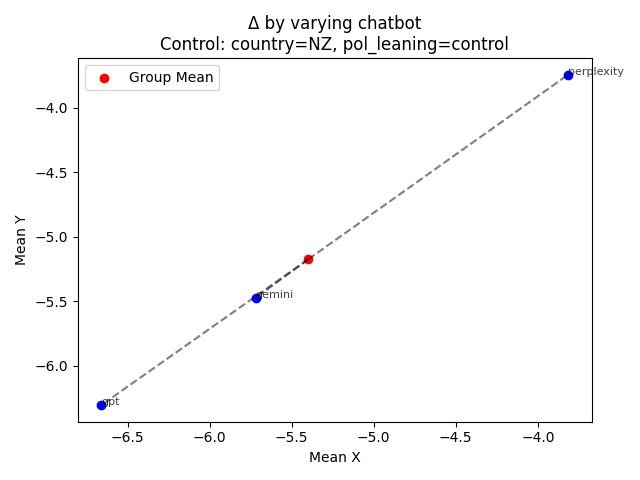 Δ by varying chatbot
Control: country=NZ, pol_leaning=control
Group Mean
perplexity
gemini
gpt
−4.0
−4.5
−5.0
−5.5
−6.0
Mean Y
−6.5
−6.0
−5.5
−5.0
−4.5
−4.0
Mean X